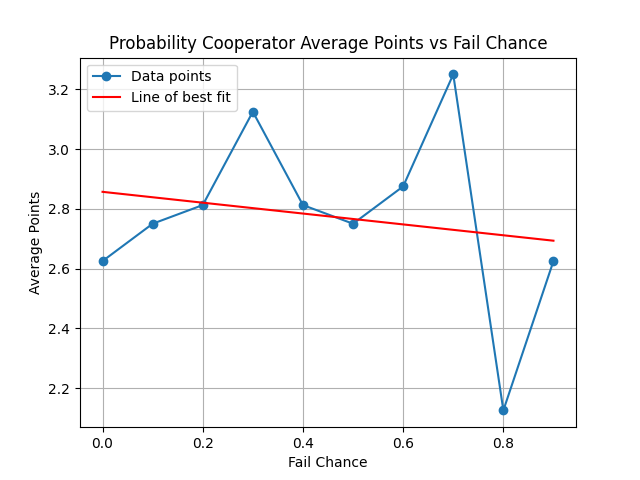 Probability Cooperator Average Points vs Fail Chance
Data points
Line of best fit
3.2
3.0
2.8
2.6
2.4
2.2
Average Points
0.0 0.2 0.4 0.6 0.8
Fail Chance